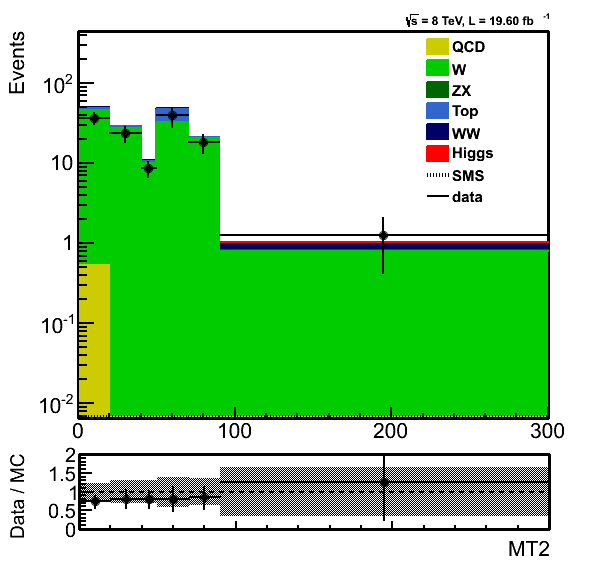 √s = 8 TeV, L = 19.60 fb⁻¹
Events
10²
10
1
10⁻¹
10⁻²
QCD
W
ZX
Top
WW
Higgs
SMS
data
0 100 200 300
Data / MC
2
1.5
1
0.5
0
MT2